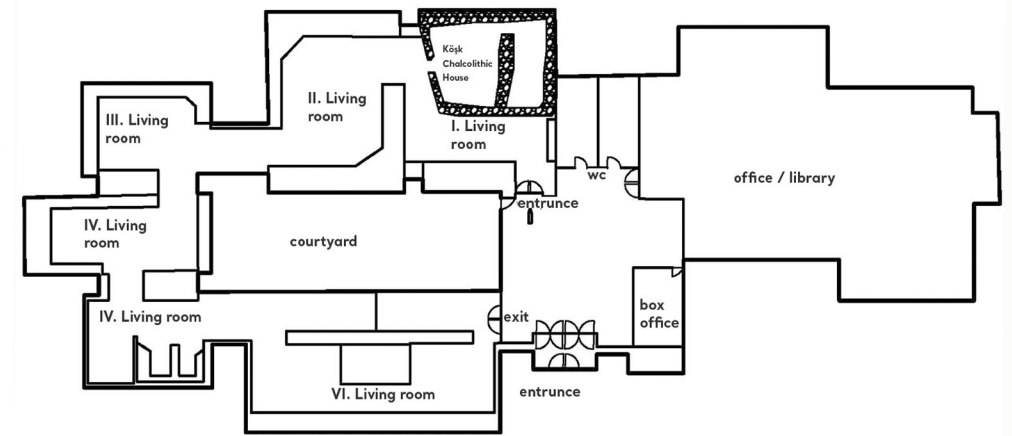 Köşk
Chalcolithic
House
II. Living
room
III. Living
room
I. Living
room
wc
office / library
entrunce
IV. Living
room
courtyard
IV. Living room
exit
box
office
VI. Living room
entrunce